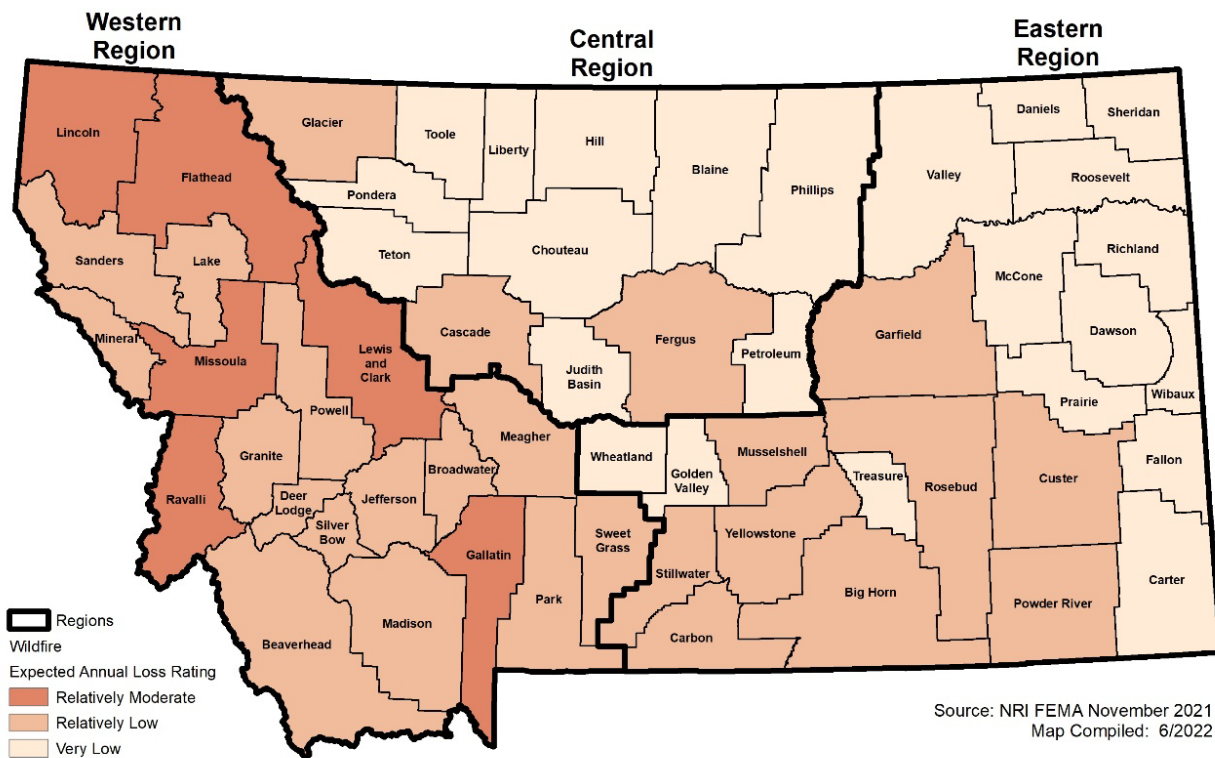 Western
Region
Central
Region
Eastern
Region
Lincoln
Flathead
Glacier
Toole
Liberty
Hill
Blaine
Phillips
Valley
Daniels
Sheridan
Roosevelt
Pondera
Teton
Chouteau
Richland
McCone
Sanders
Lake
Mineral
Missoula
Lewis
and
Clark
Cascade
Judith
Basin
Fergus
Petroleum
Garfield
Dawson
Prairie
Wibaux
Powell
Granite
Ravalli
Deer
Lodge
Silver
Bow
Jefferson
Broadwater
Meagher
Wheatland
Golden
Valley
Musselshell
Treasure
Rosebud
Custer
Fallon
Gallatin
Park
Sweet
Grass
Stillwater
Yellowstone
Big Horn
Carbon
Powder River
Carter
Beaverhead
Madison
Regions
Wildfire
Expected Annual Loss Rating
Relatively Moderate
Relatively Low
Very Low
Source: NRI FEMA November 2021
Map Compiled: 6/2022